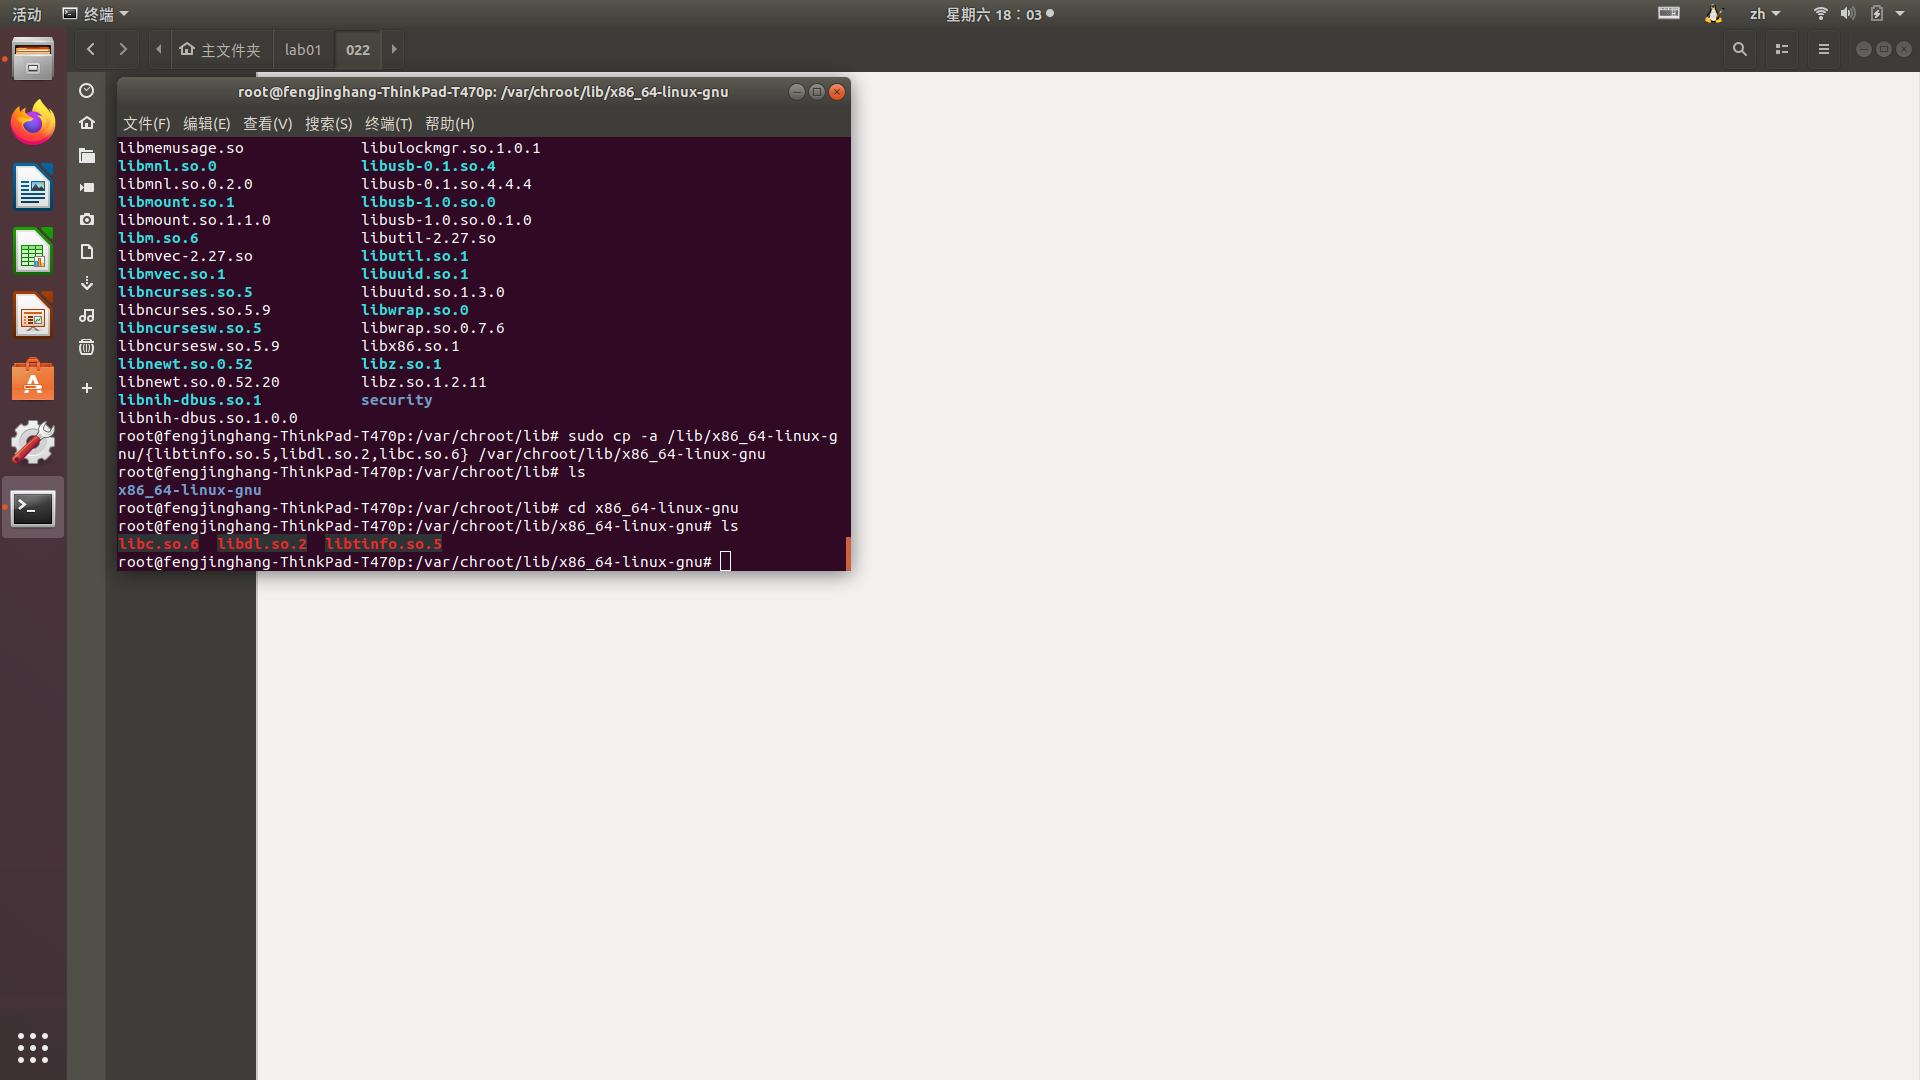 活动 终端 星期六 18：03 zh
主文件夹 lab01 022
root@fengjinghang-ThinkPad-T470p: /var/chroot/lib/x86_64-linux-gnu
文件(F) 编辑(E) 查看(V) 搜索(S) 终端(T) 帮助(H)
libmemusage.so libulockmgr.so.1.0.1
libmnl.so.0 libusb-0.1.so.4
libmnl.so.0.2.0 libusb-0.1.so.4.4.4
libmount.so.1 libusb-1.0.so.0
libmount.so.1.1.0 libusb-1.0.so.0.1.0
libm.so.6 libutil-2.27.so
libmvec-2.27.so libutil.so.1
libmvec.so.1 libuuid.so.1
libncurses.so.5 libuuid.so.1.3.0
libncurses.so.5.9 libwrap.so.0
libncursesw.so.5 libwrap.so.0.7.6
libncursesw.so.5.9 libx86.so.1
libnewt.so.0.52 libz.so.1
libnewt.so.0.52.20 libz.so.1.2.11
libnih-dbus.so.1 security
libnih-dbus.so.1.0.0
root@fengjinghang-ThinkPad-T470p:/var/chroot/lib# sudo cp -a /lib/x86_64-linux-g
nu/{libtinfo.so.5,libdl.so.2,libc.so.6} /var/chroot/lib/x86_64-linux-gnu
root@fengjinghang-ThinkPad-T470p:/var/chroot/lib# ls
x86_64-linux-gnu
root@fengjinghang-ThinkPad-T470p:/var/chroot/lib# cd x86_64-linux-gnu
root@fengjinghang-ThinkPad-T470p:/var/chroot/lib/x86_64-linux-gnu# ls
libc.so.6 libdl.so.2 libtinfo.so.5
root@fengjinghang-ThinkPad-T470p:/var/chroot/lib/x86_64-linux-gnu#